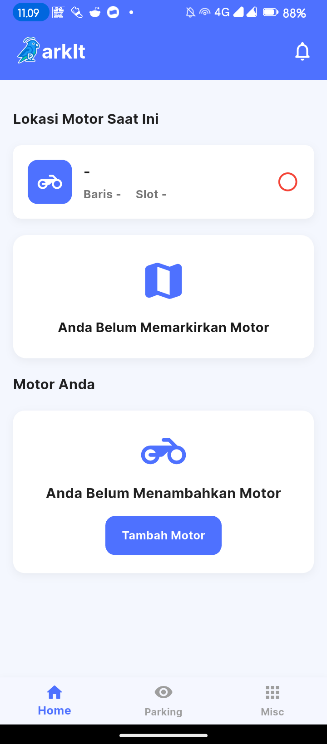 11.09 4G 88%
arkIt
Lokasi Motor Saat Ini
-
Baris - Slot -
Anda Belum Memarkirkan Motor
Motor Anda
Anda Belum Menambahkan Motor
Tambah Motor
Home Parking Misc